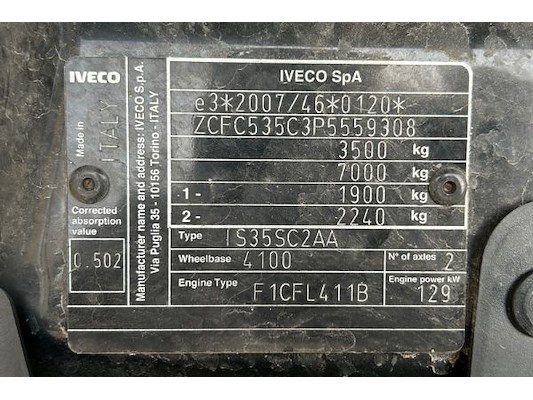 IVECO
IVECO SpA
Made in
ITALY
Manufacturer name and address: IVECO S.p.A.
Via Puglia 35 - 10156 Torino - ITALY
e3*2007/46*0120*
ZCFC535C3P5559308
3500 kg
7000 kg
1- 1900 kg
2- 2240 kg
Corrected
absorption
value
0.502
Type IS35SC2AA
Wheelbase 4100 N° of axles 2
Engine Type F1CFL411B Engine power kW 129